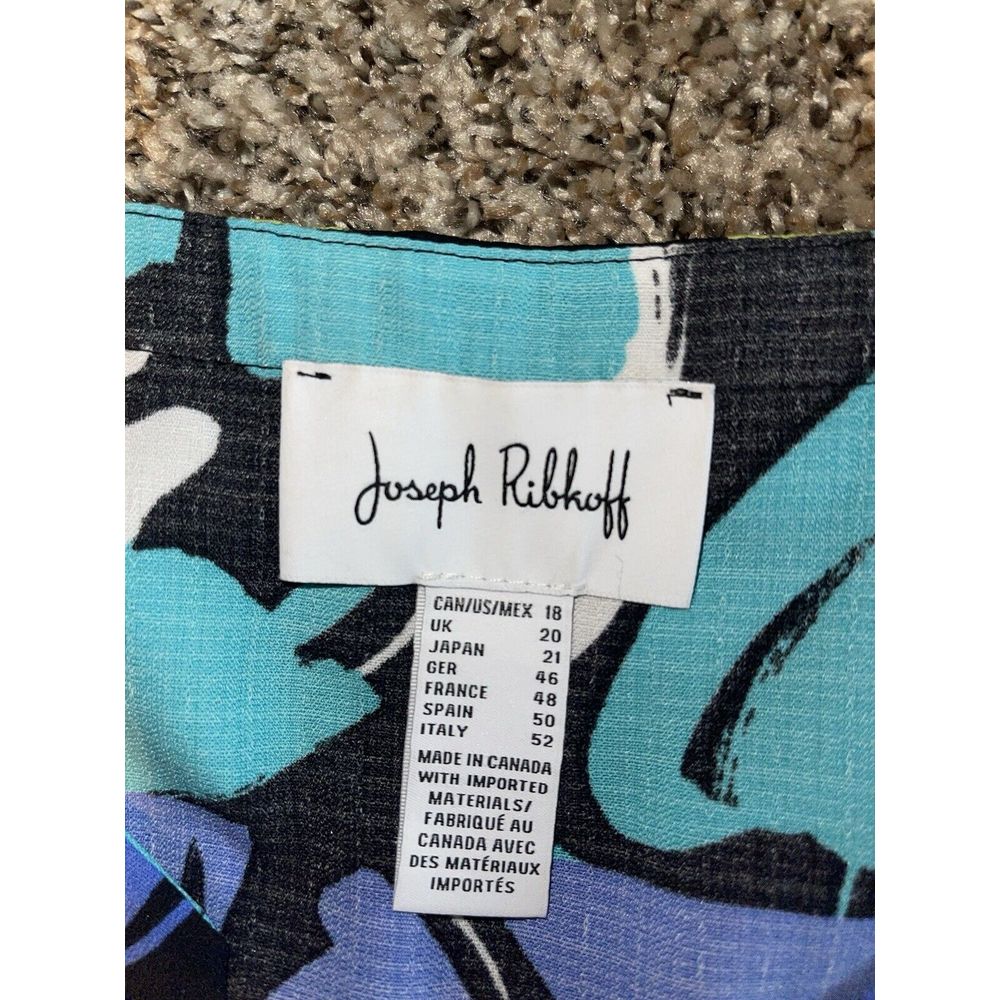 Joseph Ribkoff
CAN/US/MEX 18
UK 20
JAPAN 21
GER 46
FRANCE 48
SPAIN 50
ITALY 52
MADE IN CANADA
WITH IMPORTED
MATERIALS/
FABRIQUÉ AU
CANADA AVEC
DES MATÉRIAUX
IMPORTÉS